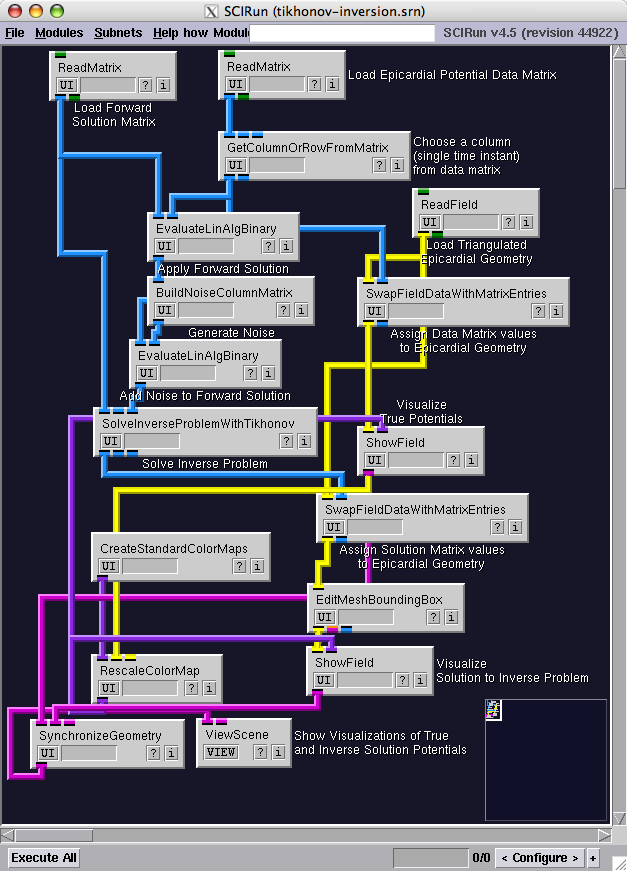 SCIRun (tikhonov-inversion.srn)
File Modules Subnets Help how Modul SCIRun v4.5 (revision 44922)
ReadMatrix
UI ? i
Load Forward
Solution Matrix
ReadMatrix
UI ? i
Load Epicardial Potential Data Matrix
GetColumnOrRowFromMatrix
UI ? i
Choose a column
(single time instant)
from data matrix
ReadField
UI ? i
Load Triangulated
Epicardial Geometry
EvaluateLinAlgBinary
UI ? i
Apply Forward Solution
BuildNoiseColumnMatrix
UI ? i
Generate Noise
SwapFieldDataWithMatrixEntries
UI ? i
Assign Data Matrix values
to Epicardial Geometry
EvaluateLinAlgBinary
UI ? i
Add Noise to Forward Solution
SolveInverseProblemWithTikhonov
UI ? i
Solve Inverse Problem
Visualize
True Potentials
ShowField
UI ? i
SwapFieldDataWithMatrixEntries
UI ? i
Assign Solution Matrix values
to Epicardial Geometry
CreateStandardColorMaps
UI ? i
EditMeshBoundingBox
UI ? i
RescaleColorMap
UI ? i
ShowField
UI ? i
Visualize
Solution to Inverse Problem
SynchronizeGeometry
UI ? i
ViewScene
VIEW ? i
Show Visualizations of True
and Inverse Solution Potentials
Execute All 0/0 < Configure > +